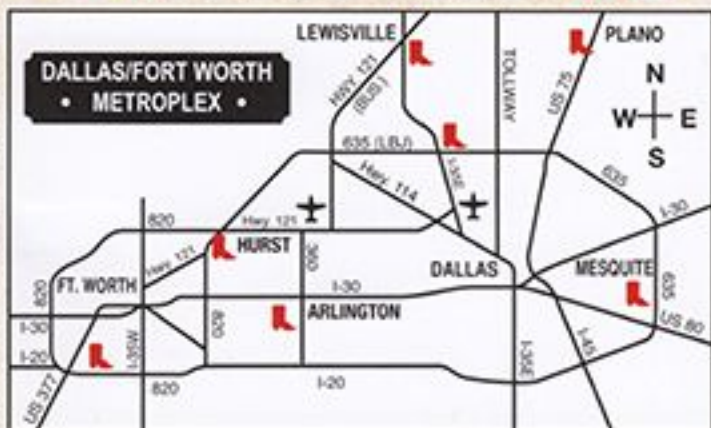 DALLAS/FORT WORTH
• METROPLEX •
LEWISVILLE
PLANO
HWY 121
(BUS)
TOLLWAY
US 75
N
W E
S
635 (LBJ)
I-35E
635
Hwy. 114
I-30
820
Hwy 121
HURST
360
Hwy 121
DALLAS
MESQUITE
820
FT. WORTH
I-30
635
I-30
ARLINGTON
820
US 80
I-20
I-35W
I-35E
I-45
820
I-20
US 377